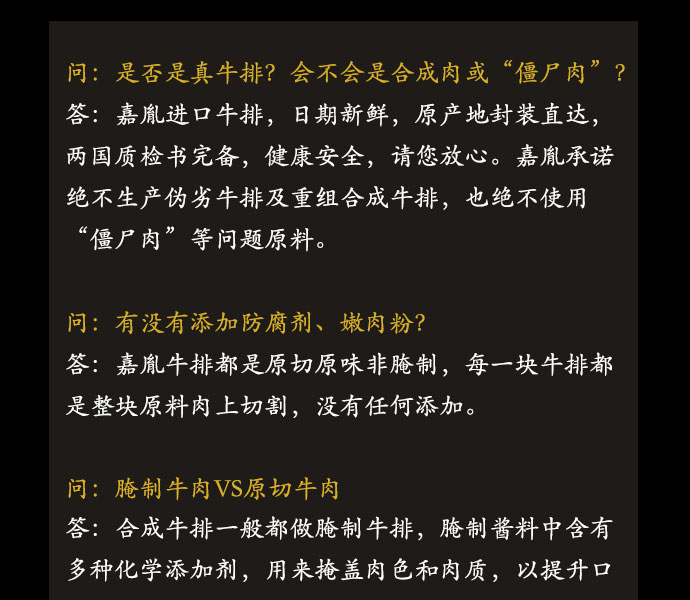 问：是否是真牛排？会不会是合成肉或“僵尸肉”？
答：嘉胤进口牛排，日期新鲜，原产地封装直达，
两国质检书完备，健康安全，请您放心。嘉胤承诺
绝不生产伪劣牛排及重组合成牛排，也绝不使用
“僵尸肉”等问题原料。
问：有没有添加防腐剂、嫩肉粉？
答：嘉胤牛排都是原切原味非腌制，每一块牛排都
是整块原料肉上切割，没有任何添加。
问：腌制牛肉VS原切牛肉
答：合成牛排一般都做腌制牛排，腌制酱料中含有
多种化学添加剂，用来掩盖肉色和肉质，以提升口